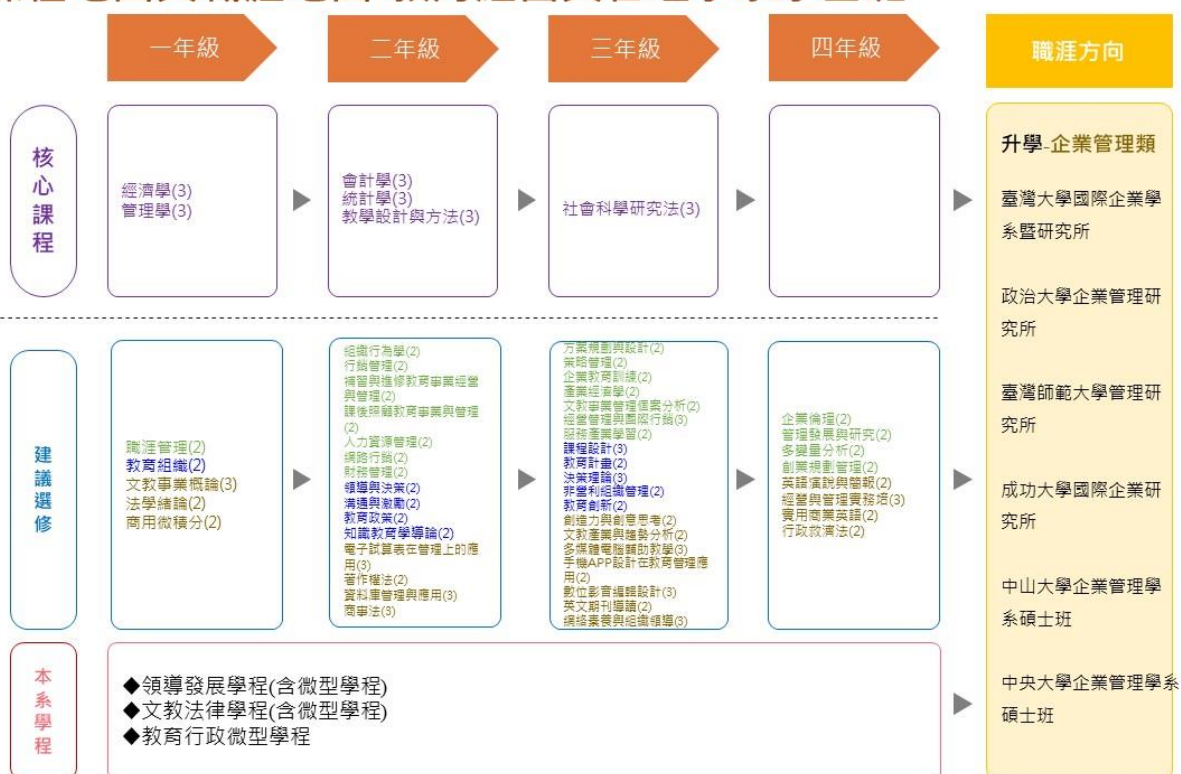 一年級
二年級
三年級
四年級
職涯方向
核
心
課
程
經濟學(3)
管理學(3)
會計學(3)
統計學(3)
教學設計與方法(3)
社會科學研究法(3)
建
議
選
修
職涯管理(2)
教育組織(2)
文教事業概論(3)
法學緒論(2)
商用微積分(2)
組織行為學(2)
行銷管理(2)
補習與進修教育事業經營
與管理(2)
課後照顧教育事業與管理
(2)
人力資源管理(2)
網路行銷(2)
財務管理(2)
領導與決策(2)
溝通與激勵(2)
教育政策(2)
知識教育學導論(2)
電子試算表在管理上的應
用(3)
著作權法(2)
資料庫管理與應用(3)
商事法(3)
方案規劃與設計(2)
策略管理(2)
企業教育訓練(2)
產業經濟學(2)
文教事業管理個案分析(2)
經營管理與國際行銷(3)
服務產業學習(2)
課程設計(3)
教育計畫(2)
決策理論(3)
非營利組織管理(2)
教育創新(2)
創造力與創意思考(2)
文教產業與趨勢分析(2)
多媒體電腦輔助教學(3)
手機APP設計在教育管理應
用(2)
數位影音編輯設計(3)
英文期刊導讀(2)
網絡素養與組織領導(3)
企業倫理(2)
管理發展與研究(2)
多變量分析(2)
創業規劃管理(2)
英語演說與簡報(2)
經營與管理實務培(3)
實用商業英語(2)
行政救濟法(2)
本
系
學
程
◆領導發展學程(含微型學程)
◆文教法律學程(含微型學程)
◆教育行政微型學程
升學-企業管理類
臺灣大學國際企業學
系暨研究所
政治大學企業管理研
究所
臺灣師範大學管理研
究所
成功大學國際企業研
究所
中山大學企業管理學
系碩士班
中央大學企業管理學系
碩士班